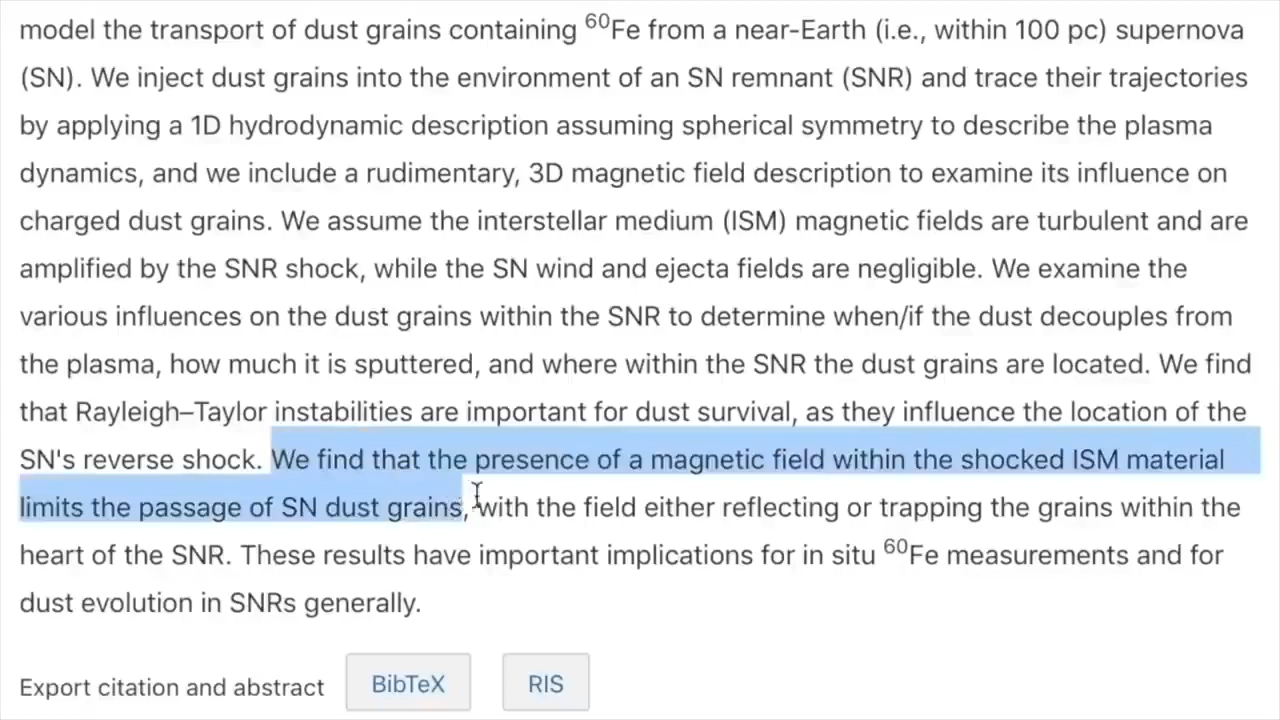 model the transport of dust grains containing ⁶⁰Fe from a near-Earth (i.e., within 100 pc) supernova
(SN). We inject dust grains into the environment of an SN remnant (SNR) and trace their trajectories
by applying a 1D hydrodynamic description assuming spherical symmetry to describe the plasma
dynamics, and we include a rudimentary, 3D magnetic field description to examine its influence on
charged dust grains. We assume the interstellar medium (ISM) magnetic fields are turbulent and are
amplified by the SNR shock, while the SN wind and ejecta fields are negligible. We examine the
various influences on the dust grains within the SNR to determine when/if the dust decouples from
the plasma, how much it is sputtered, and where within the SNR the dust grains are located. We find
that Rayleigh–Taylor instabilities are important for dust survival, as they influence the location of the
SN's reverse shock. We find that the presence of a magnetic field within the shocked ISM material
limits the passage of SN dust grains, with the field either reflecting or trapping the grains within the
heart of the SNR. These results have important implications for in situ ⁶⁰Fe measurements and for
dust evolution in SNRs generally.
Export citation and abstract BibTeX RIS